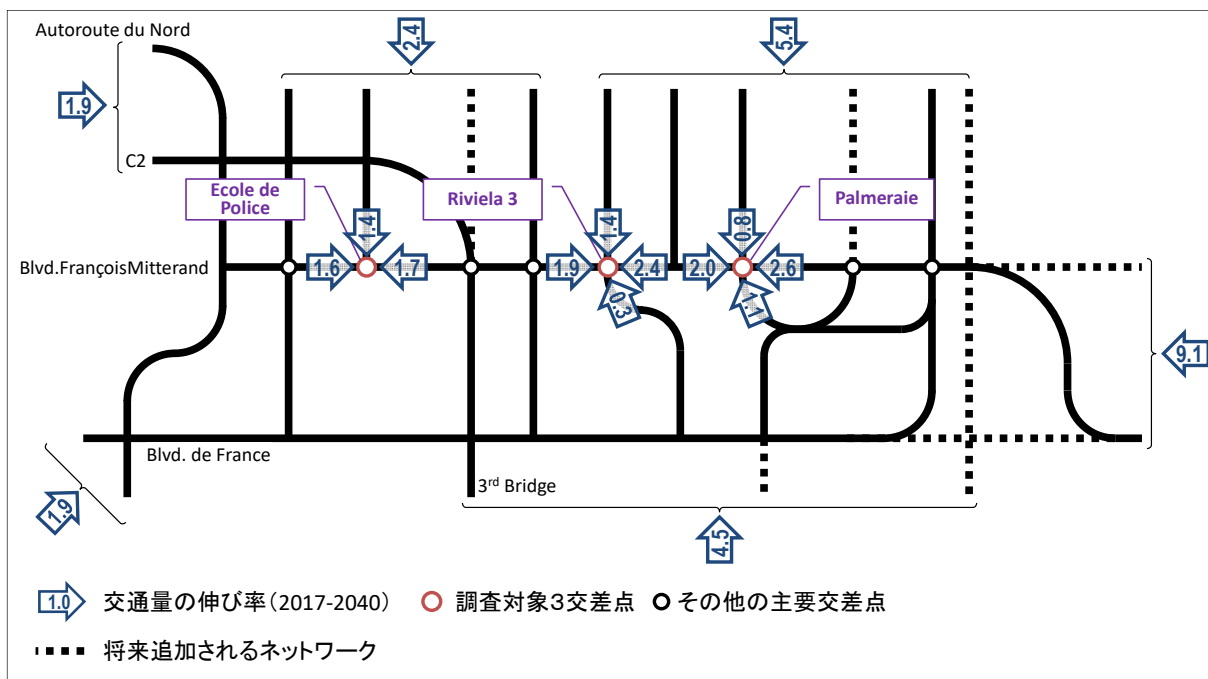 Autoroute du Nord
2.4
5.4
1.9
C2
Ecole de
Police
Riviela 3
Palmeraie
1.4
1.4
0.8
Blvd.FrançoisMitterand
1.6
1.7
1.9
2.4
2.0
2.6
0.3
1.1
9.1
Blvd. de France
1.9
3rd Bridge
4.5
1.0 交通量の伸び率(2017-2040) 調査対象3交差点 その他の主要交差点
将来追加されるネットワーク